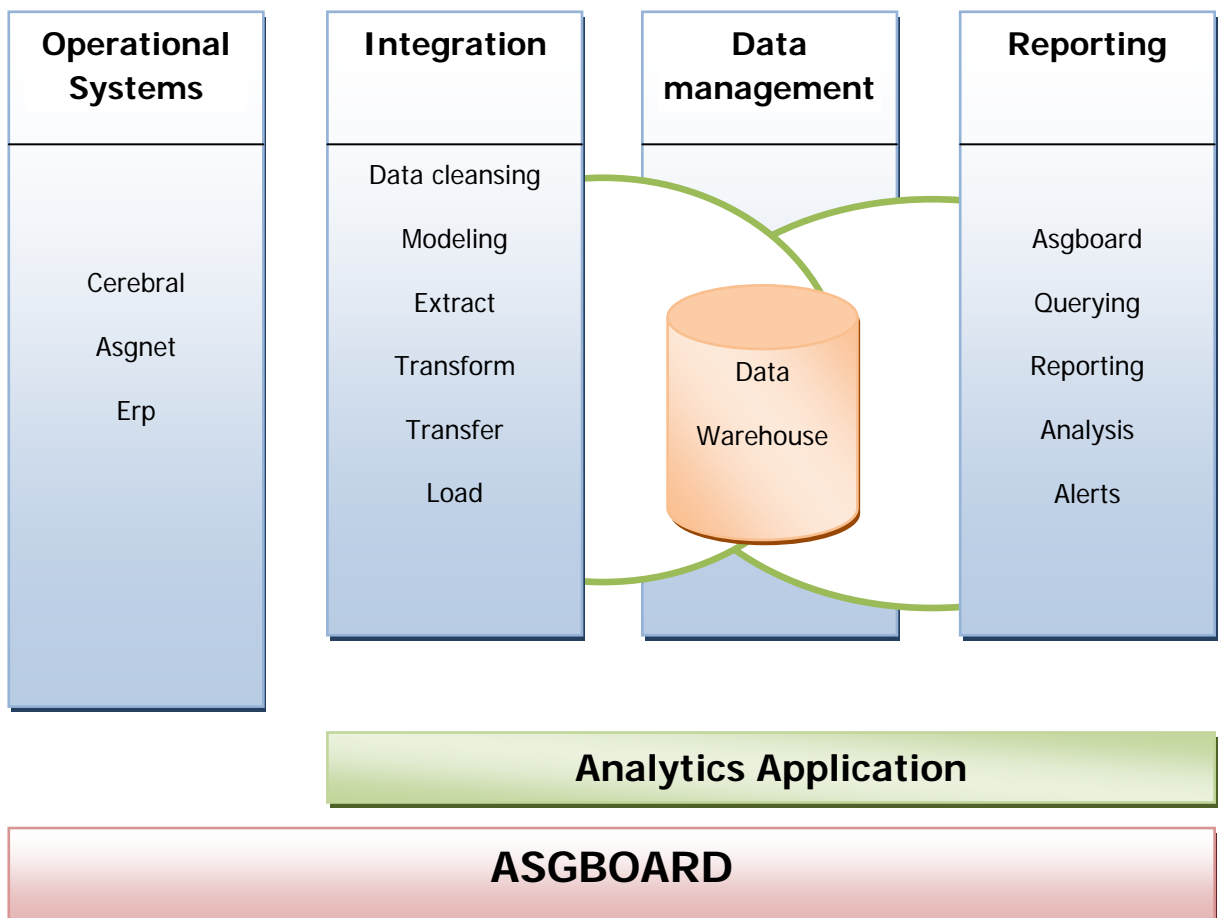 Operational
Systems
Cerebral
Asgnet
Erp
Integration
Data cleansing
Modeling
Extract
Transform
Transfer
Load
Data
management
Data
Warehouse
Reporting
Asgboard
Querying
Reporting
Analysis
Alerts
Analytics Application
ASGBOARD